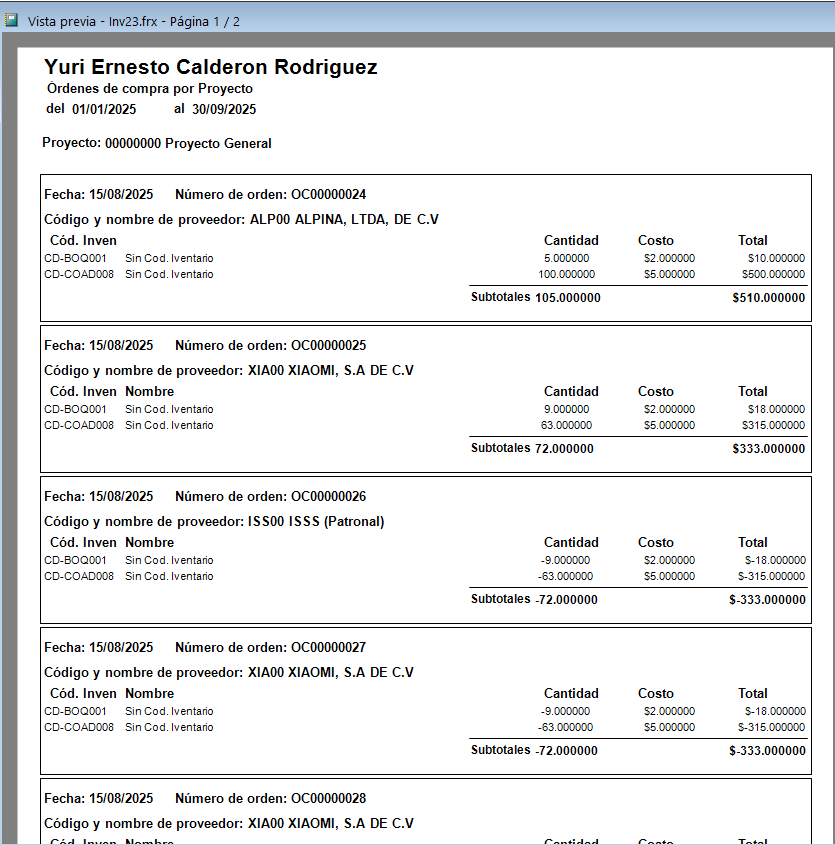 Vista previa - Inv23.frx - Página 1 / 2
Yuri Ernesto Calderon Rodriguez
Órdenes de compra por Proyecto
del 01/01/2025 al 30/09/2025
Proyecto: 00000000 Proyecto General
Fecha: 15/08/2025 Número de orden: OC00000024
Código y nombre de proveedor: ALP00 ALPINA, LTDA, DE C.V
Cód. Inven Cantidad Costo Total
CD-BOQ001 Sin Cod. Iventario 5.000000 $2.000000 $10.000000
CD-COAD008 Sin Cod. Iventario 100.000000 $5.000000 $500.000000
Subtotales 105.000000 $510.000000
Fecha: 15/08/2025 Número de orden: OC00000025
Código y nombre de proveedor: XIA00 XIAOMI, S.A DE C.V
Cód. Inven Nombre Cantidad Costo Total
CD-BOQ001 Sin Cod. Iventario 9.000000 $2.000000 $18.000000
CD-COAD008 Sin Cod. Iventario 63.000000 $5.000000 $315.000000
Subtotales 72.000000 $333.000000
Fecha: 15/08/2025 Número de orden: OC00000026
Código y nombre de proveedor: ISS00 ISSS (Patronal)
Cód. Inven Nombre Cantidad Costo Total
CD-BOQ001 Sin Cod. Iventario -9.000000 $2.000000 $-18.000000
CD-COAD008 Sin Cod. Iventario -63.000000 $5.000000 $-315.000000
Subtotales -72.000000 $-333.000000
Fecha: 15/08/2025 Número de orden: OC00000027
Código y nombre de proveedor: XIA00 XIAOMI, S.A DE C.V
Cód. Inven Nombre Cantidad Costo Total
CD-BOQ001 Sin Cod. Iventario -9.000000 $2.000000 $-18.000000
CD-COAD008 Sin Cod. Iventario -63.000000 $5.000000 $-315.000000
Subtotales -72.000000 $-333.000000
Fecha: 15/08/2025 Número de orden: OC00000028
Código y nombre de proveedor: XIA00 XIAOMI, S.A DE C.V
Cód. Inven Nombre Cantidad Costo Total